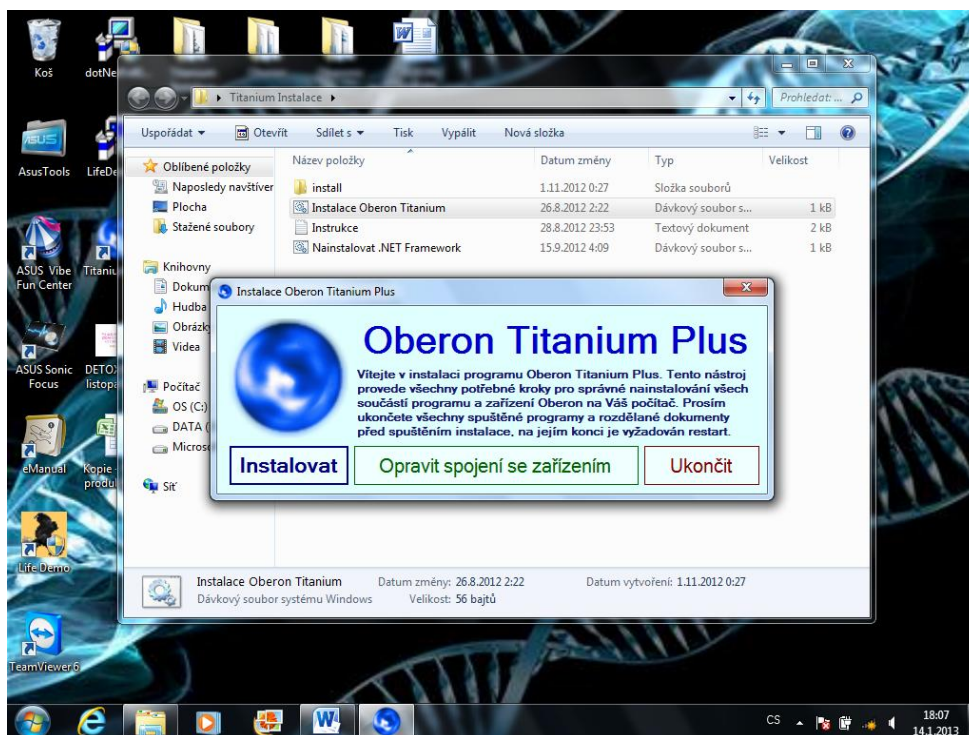 Koš
dotNe
Titanium Instalace
Prohledat: ...
Uspořádat
Otevřít
Sdílet s
Tisk
Vypálit
Nová složka
AsusTools
LifeDe
Oblíbené položky
Naposledy navštíver
Plocha
Stažené soubory
Název položky
Datum změny
Typ
Velikost
install
1.11.2012 0:27
Složka souborů
Instalace Oberon Titanium
26.8.2012 2:22
Dávkový soubor s...
1 kB
Instrukce
28.8.2012 23:53
Textový dokument
2 kB
Nainstalovat .NET Framework
15.9.2012 4:09
Dávkový soubor s...
1 kB
ASUS Vibe
Fun Center
Titaniu
Knihovny
Dokum
Hudba
Obrázk
Videa
Instalace Oberon Titanium Plus
Oberon Titanium Plus
Vítejte v instalaci programu Oberon Titanium Plus. Tento nástroj
provede všechny potřebné kroky pro správné nainstalování všech
součástí programu a zařízení Oberon na Váš počítač. Prosím
ukončete všechny spuštěné programy a rozdělané dokumenty
před spuštěním instalace, na jejím konci je vyžadován restart.
Instalovat
Opravit spojení se zařízením
Ukončit
ASUS Sonic
Focus
DETOX
listopa
Počítač
OS (C:)
DATA (
Microso
Síť
eManual
Kopie -
produ
Life Demo
Instalace Oberon Titanium
Datum změny: 26.8.2012 2:22
Datum vytvoření: 1.11.2012 0:27
Dávkový soubor systému Windows
Velikost: 56 bajtů
TeamViewer 6
CS
18:07
14.1.2013